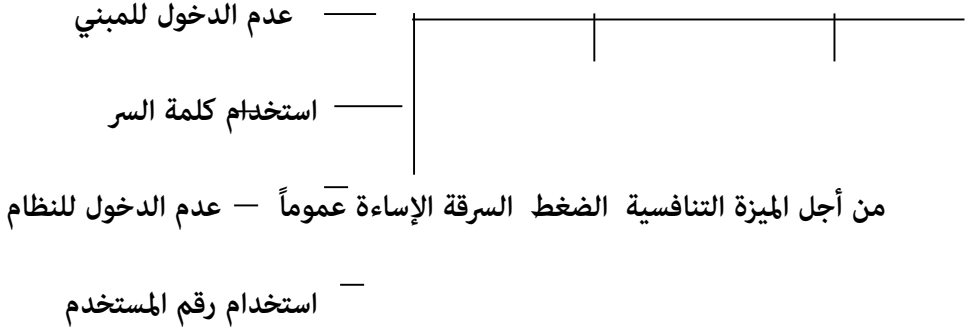 عدم الدخول للمبني
استخدام كلمة السر
من أجل الميزة التنافسية الضغط السرقة الإساءة عموماً عدم الدخول للنظام
استخدام رقم المستخدم